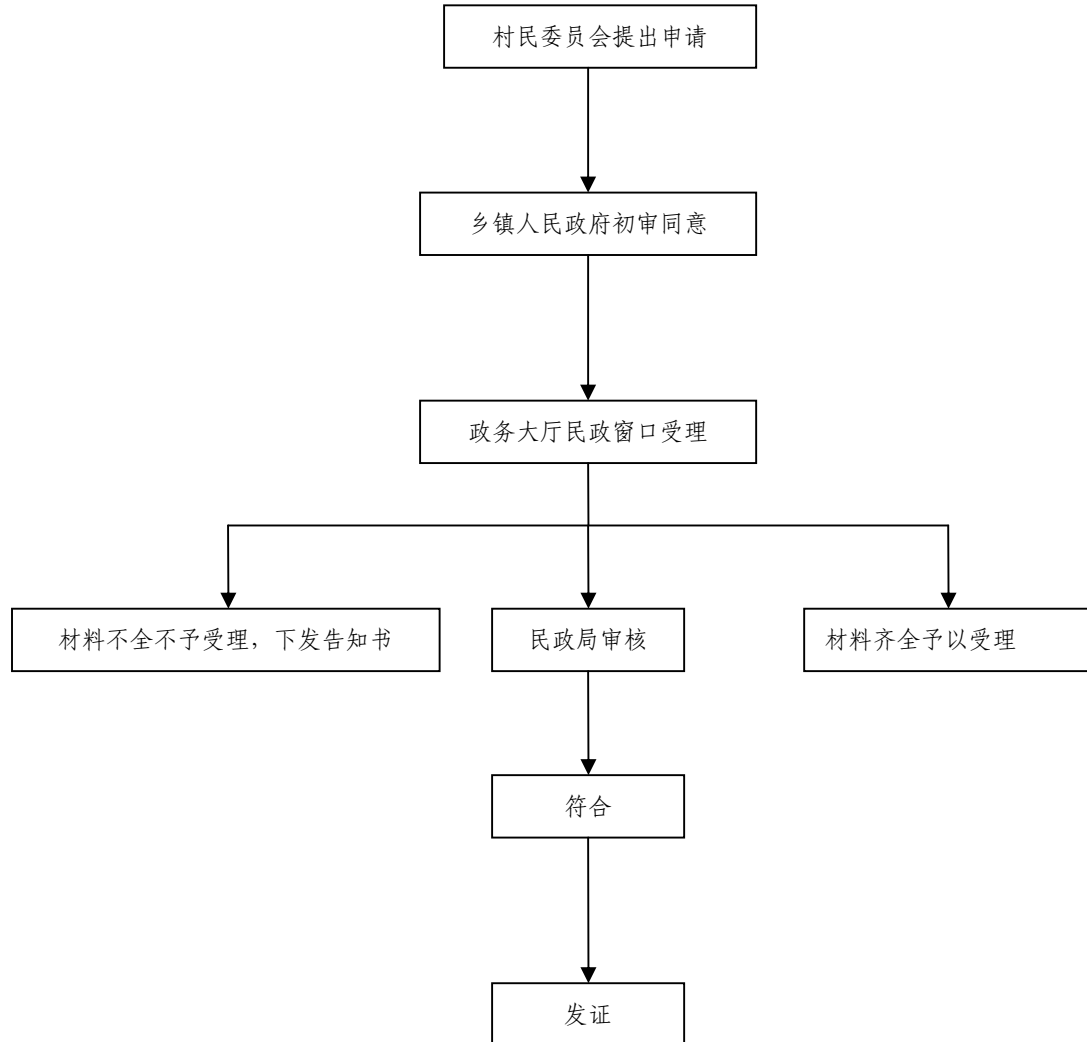 村民委员会提出申请
乡镇人民政府初审同意
政务大厅民政窗口受理
材料不全不予受理，下发告知书
民政局审核
材料齐全予以受理
符合
发证